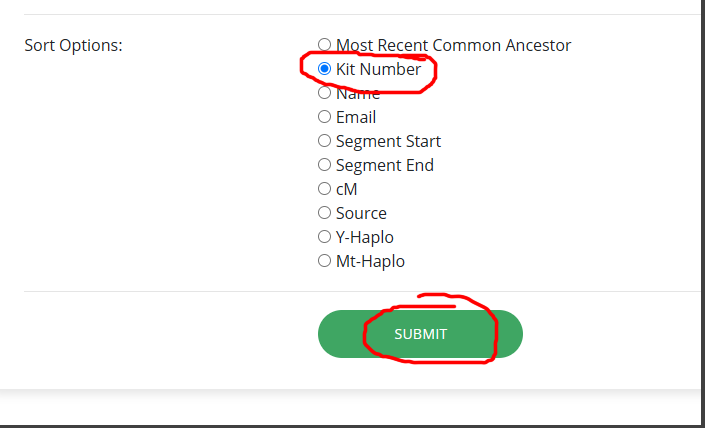 Sort Options:
Most Recent Common Ancestor
Kit Number
Name
Email
Segment Start
Segment End
cM
Source
Y-Haplo
Mt-Haplo
SUBMIT